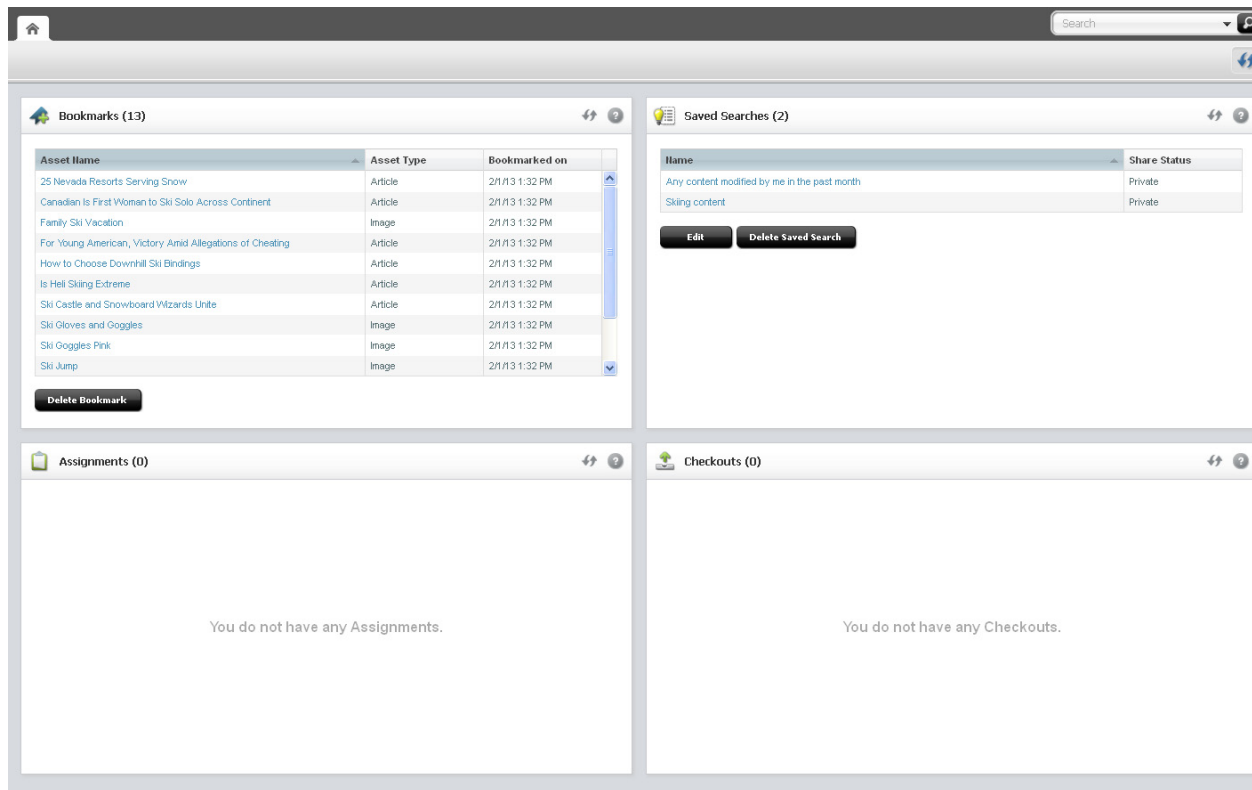 Search
Bookmarks (13)
Asset Name Asset Type Bookmarked on
25 Nevada Resorts Serving Snow Article 2/1/13 1:32 PM
Canadian Is First Woman to Ski Solo Across Continent Article 2/1/13 1:32 PM
Family Ski Vacation Image 2/1/13 1:32 PM
For Young American, Victory Amid Allegations of Cheating Article 2/1/13 1:32 PM
How to Choose Downhill Ski Bindings Article 2/1/13 1:32 PM
Is Heli Skiing Extreme Article 2/1/13 1:32 PM
Ski Castle and Snowboard Wizards Unite Article 2/1/13 1:32 PM
Ski Gloves and Goggles Image 2/1/13 1:32 PM
Ski Goggles Pink Image 2/1/13 1:32 PM
Ski Jump Image 2/1/13 1:32 PM
Delete Bookmark
Saved Searches (2)
Name Share Status
Any content modified by me in the past month Private
Skiing content Private
Edit Delete Saved Search
Assignments (0)
You do not have any Assignments.
Checkouts (0)
You do not have any Checkouts.